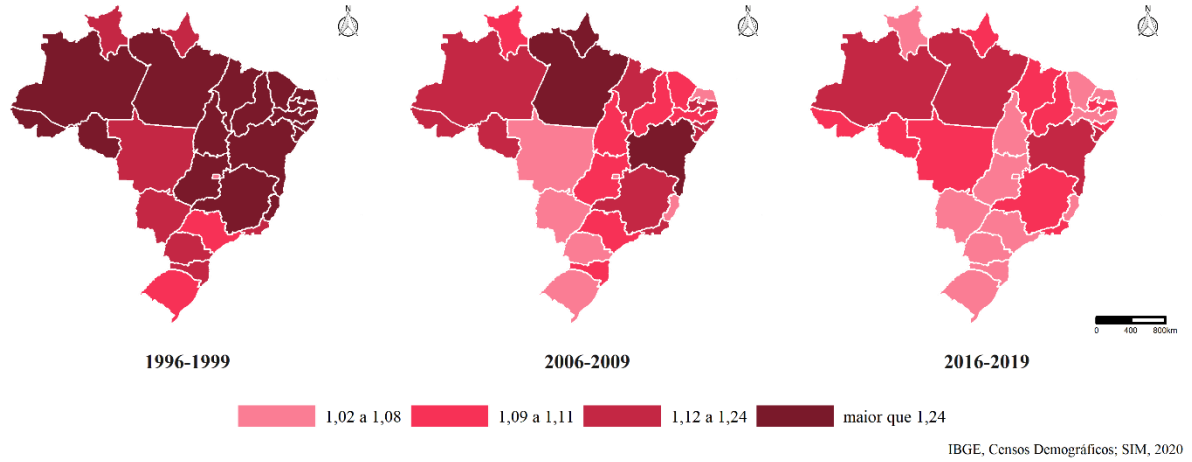 N
N
N
0 400 800km
1996-1999
2006-2009
2016-2019
1,02 a 1,08
1,09 a 1,11
1,12 a 1,24
maior que 1,24
IBGE, Censos Demográficos; SIM, 2020